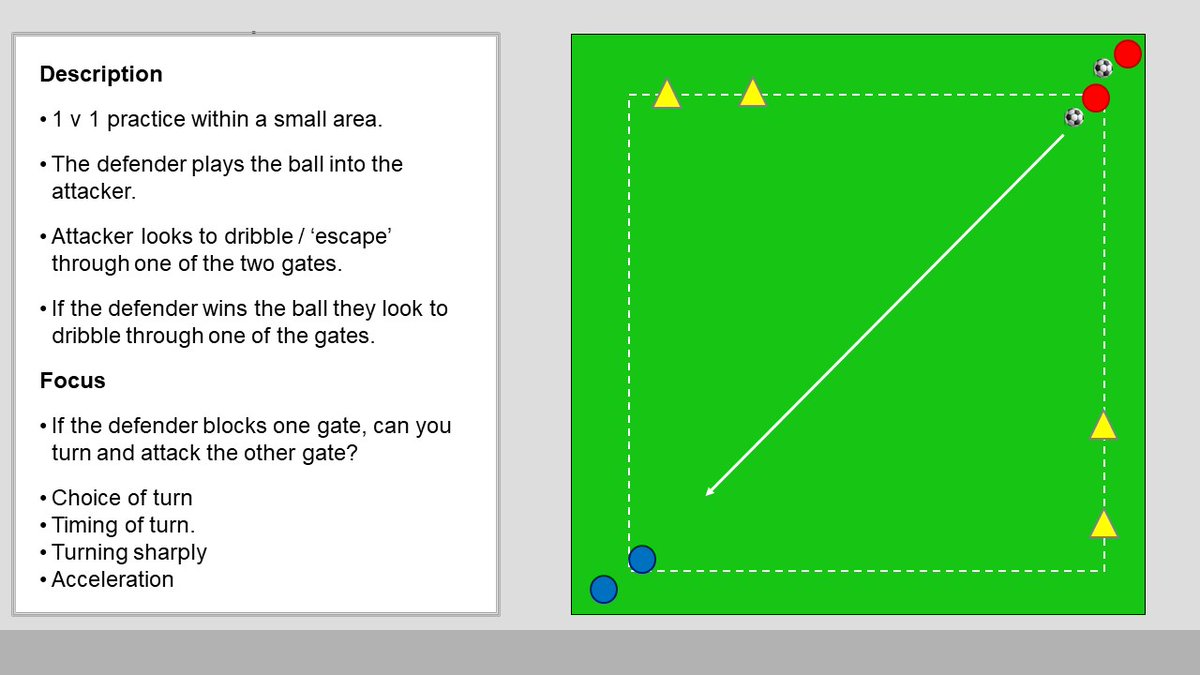 Description
• 1 v 1 practice within a small area.
• The defender plays the ball into the
attacker.
• Attacker looks to dribble / ‘escape’
through one of the two gates.
• If the defender wins the ball they look to
dribble through one of the gates.
Focus
• If the defender blocks one gate, can you
turn and attack the other gate?
• Choice of turn
• Timing of turn.
• Turning sharply
• Acceleration